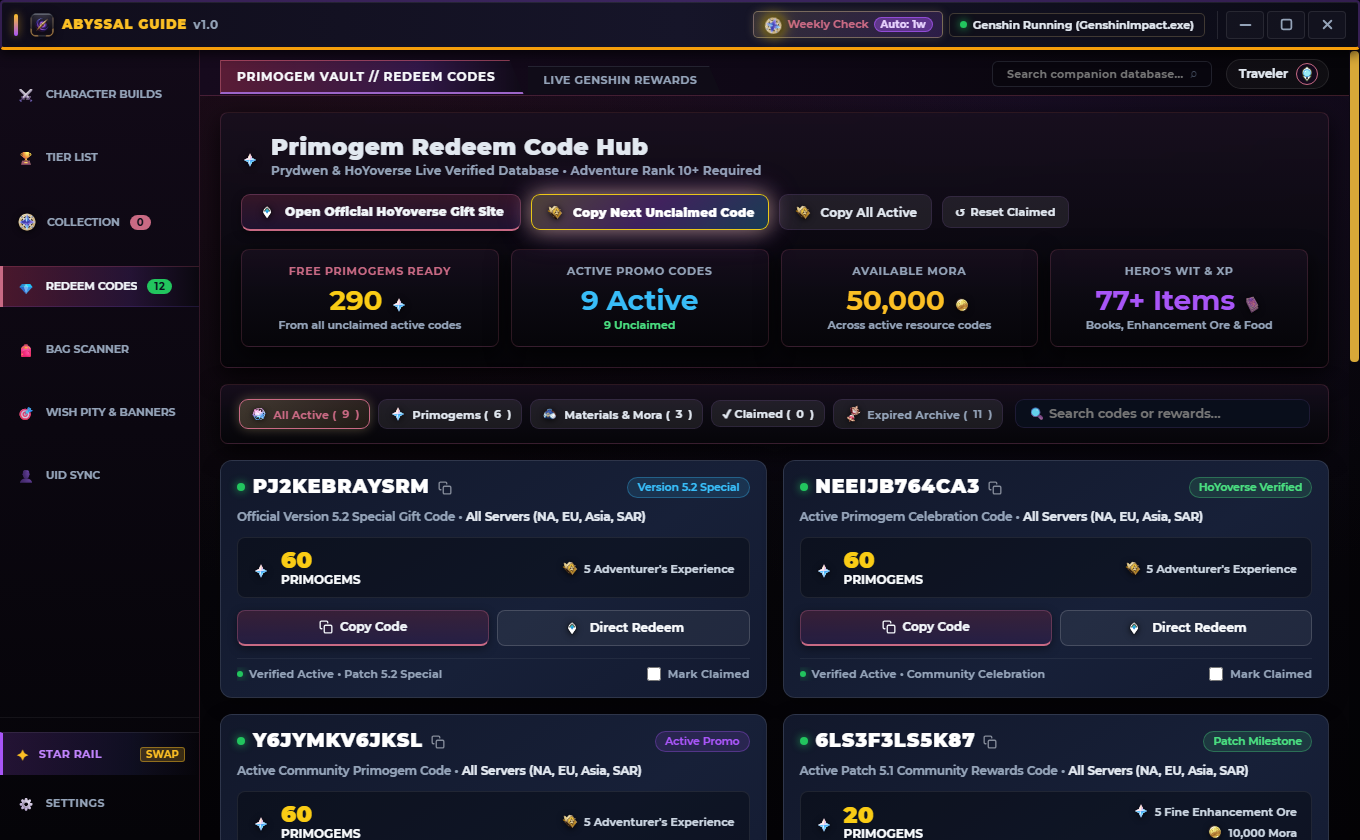 ABYSSAL GUIDE v1.0
Weekly Check Auto: 1w
Genshin Running (GenshinImpact.exe)
CHARACTER BUILDS
TIER LIST
COLLECTION 0
REDEEM CODES 12
BAG SCANNER
WISH PITY & BANNERS
UID SYNC
STAR RAIL SWAP
SETTINGS
PRIMOGEM VAULT // REDEEM CODES
LIVE GENSHIN REWARDS
Search companion database...
Traveler
Primogem Redeem Code Hub
Prydwen & HoYoverse Live Verified Database • Adventure Rank 10+ Required
Open Official HoYoverse Gift Site
Copy Next Unclaimed Code
Copy All Active
↺ Reset Claimed
FREE PRIMOGEMS READY
290
From all unclaimed active codes
ACTIVE PROMO CODES
9 Active
9 Unclaimed
AVAILABLE MORA
50,000
Across active resource codes
HERO'S WIT & XP
77+ Items
Books, Enhancement Ore & Food
All Active ( 9 )
Primogems ( 6 )
Materials & Mora ( 3 )
✓ Claimed ( 0 )
Expired Archive ( 11 )
Search codes or rewards...
PJ2KEBRAYSRM
Version 5.2 Special
Official Version 5.2 Special Gift Code • All Servers (NA, EU, Asia, SAR)
60
PRIMOGEMS
5 Adventurer's Experience
Copy Code
Direct Redeem
Verified Active • Patch 5.2 Special
Mark Claimed
NEEIJB764CA3
HoYoverse Verified
Active Primogem Celebration Code • All Servers (NA, EU, Asia, SAR)
60
PRIMOGEMS
5 Adventurer's Experience
Copy Code
Direct Redeem
Verified Active • Community Celebration
Mark Claimed
Y6JYMKV6JKSL
Active Promo
Active Community Primogem Code • All Servers (NA, EU, Asia, SAR)
60
PRIMOGEMS
5 Adventurer's Experience
6LS3F3LS5K87
Patch Milestone
Active Patch 5.1 Community Rewards Code • All Servers (NA, EU, Asia, SAR)
20
PRIMOGEMS
5 Fine Enhancement Ore
10,000 Mora